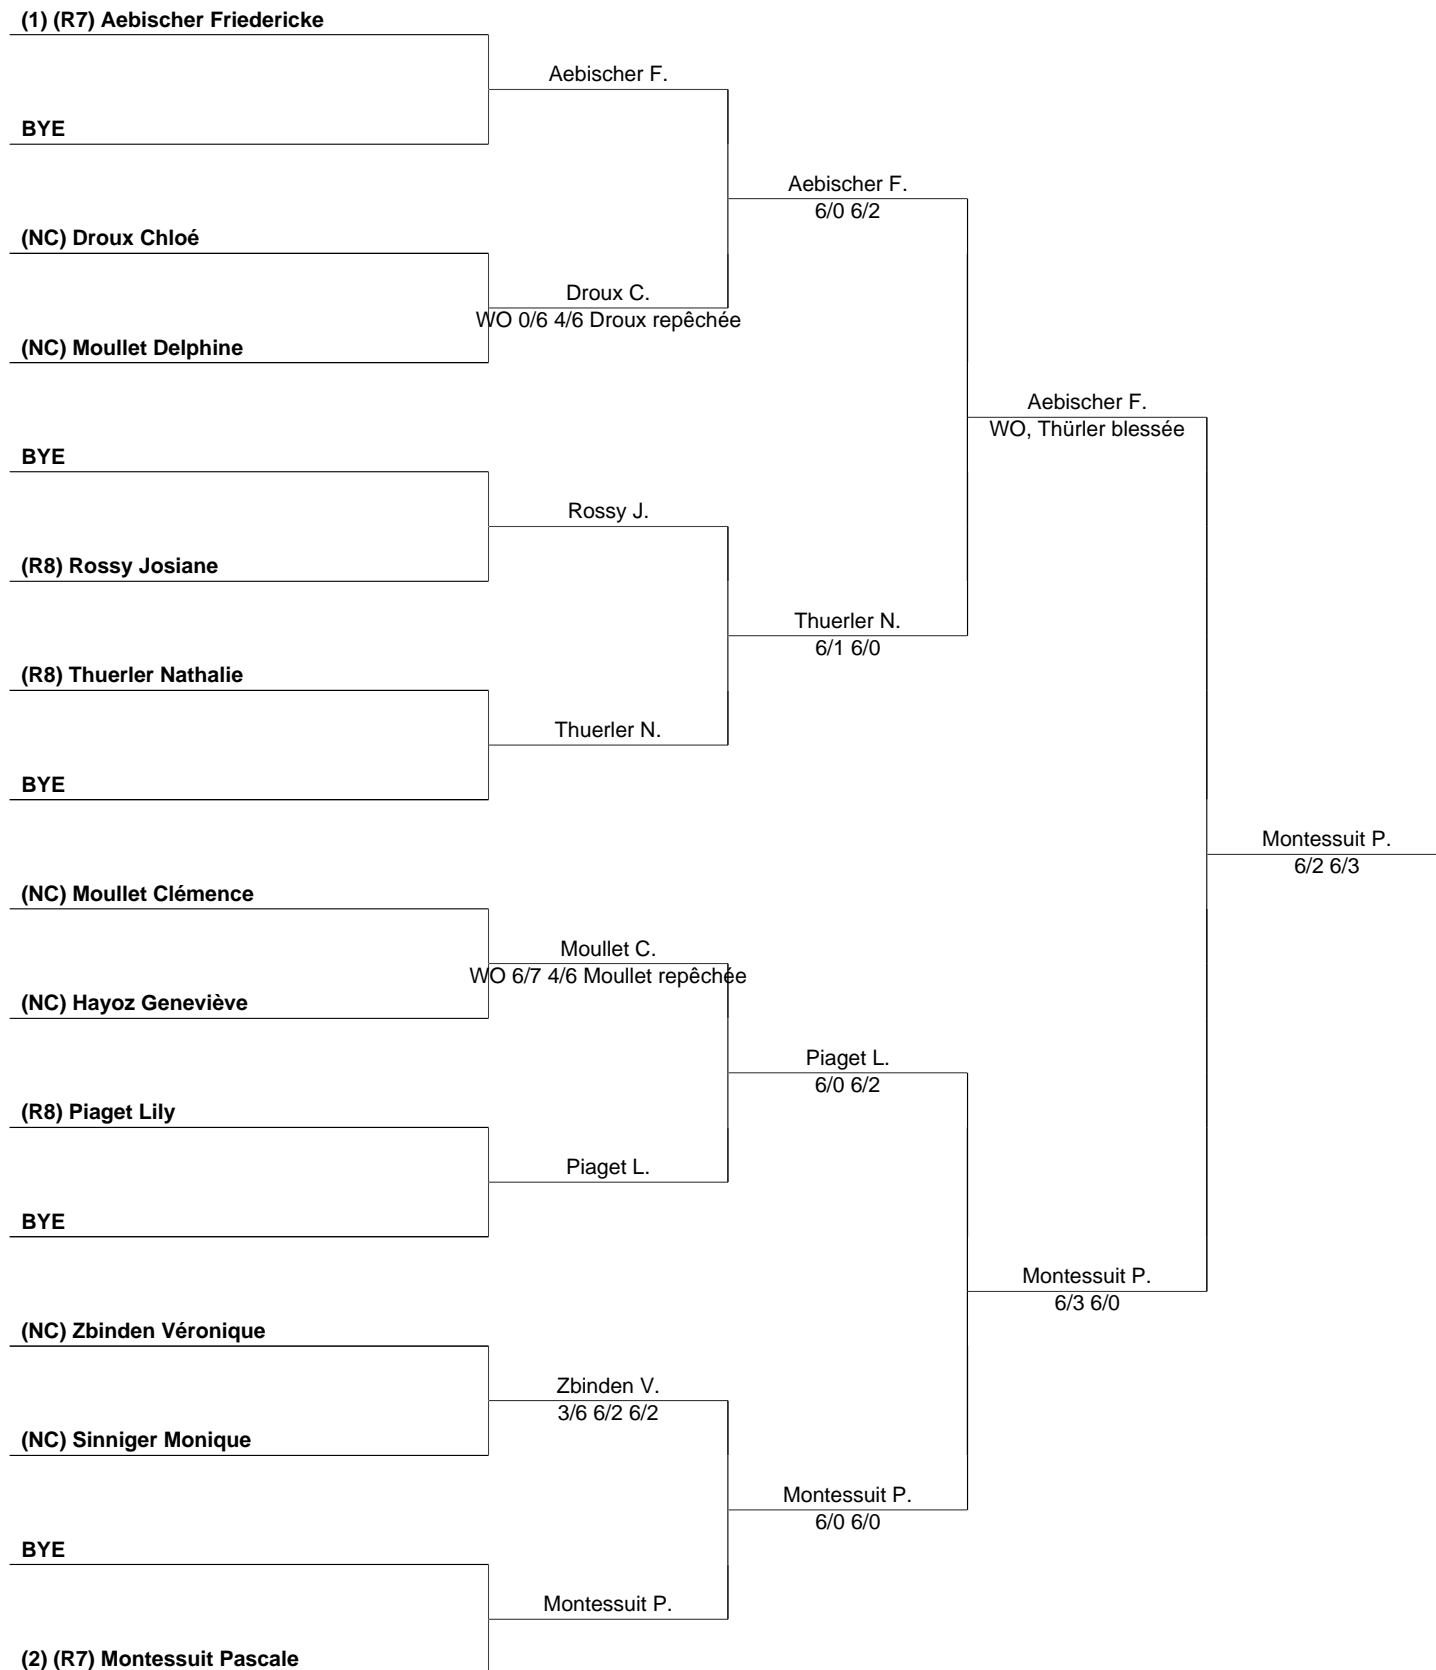 (1) (R7) Aebischer Friedericke
Aebischer F.
BYE
Aebischer F.
6/0 6/2
(NC) Droux Chloé
Droux C.
WO 0/6 4/6 Droux repêchée
(NC) Moullet Delphine
Aebischer F.
WO, Thürler blessée
BYE
Rossy J.
(R8) Rossy Josiane
Thuerler N.
6/1 6/0
(R8) Thuerler Nathalie
Thuerler N.
BYE
Montessuit P.
6/2 6/3
(NC) Moullet Clémence
Moullet C.
WO 6/7 4/6 Moullet repêchée
(NC) Hayoz Geneviève
Piaget L.
6/0 6/2
(R8) Piaget Lily
Piaget L.
BYE
Montessuit P.
6/3 6/0
(NC) Zbinden Véronique
Zbinden V.
3/6 6/2 6/2
(NC) Sinniger Monique
Montessuit P.
6/0 6/0
BYE
Montessuit P.
(2) (R7) Montessuit Pascale